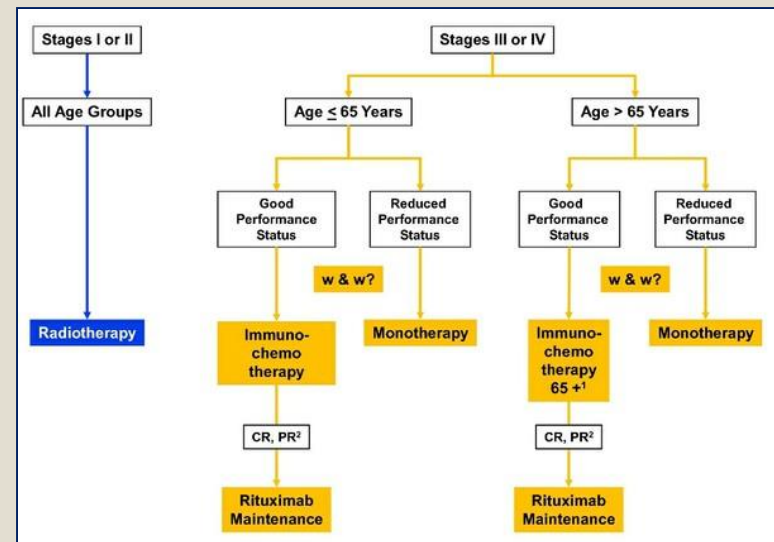 Stages I or II
Stages III or IV
All Age Groups
Age ≤ 65 Years
Age > 65 Years
Good
Performance
Status
Reduced
Performance
Status
Good
Performance
Status
Reduced
Performance
Status
w & w?
w & w?
Radiotherapy
Immuno-
chemo
therapy
Monotherapy
Immuno-
chemo
therapy
65 +¹
Monotherapy
CR, PR²
CR, PR²
Rituximab
Maintenance
Rituximab
Maintenance